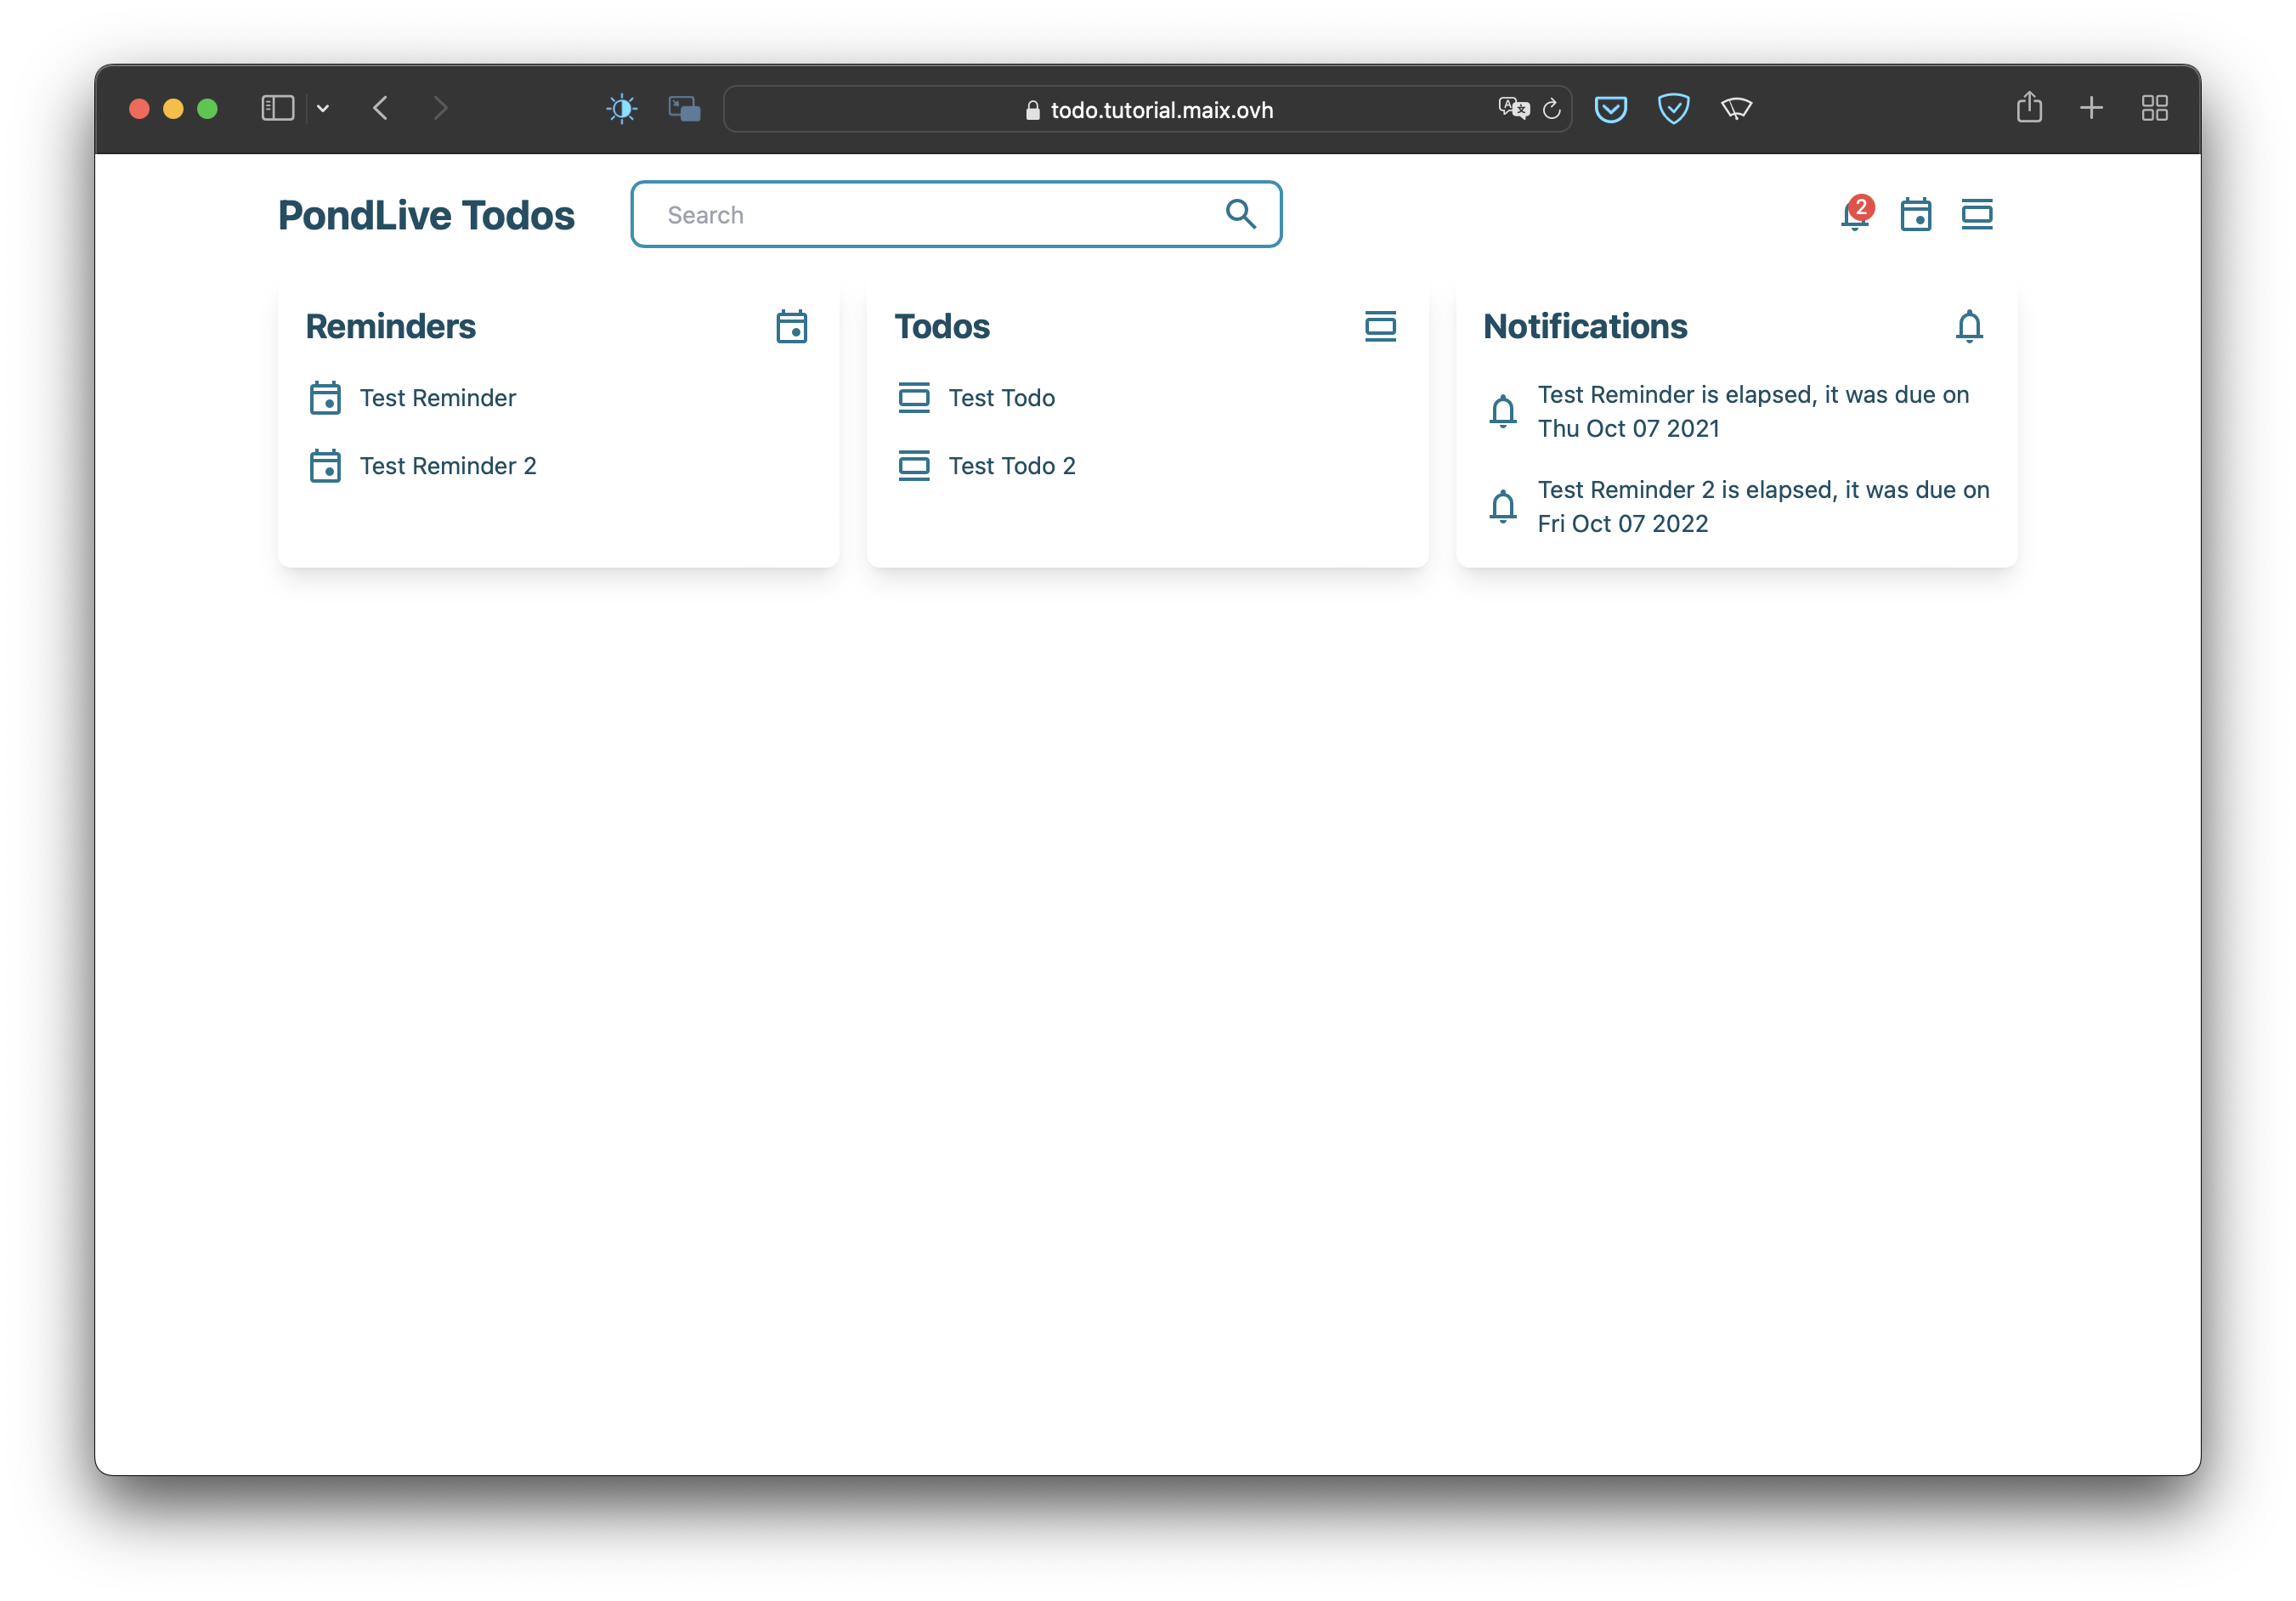 todo.tutorial.maix.ovh
PondLive Todos
Search
2
Reminders
Test Reminder
Test Reminder 2
Todos
Test Todo
Test Todo 2
Notifications
Test Reminder is elapsed, it was due on
Thu Oct 07 2021
Test Reminder 2 is elapsed, it was due on
Fri Oct 07 2022